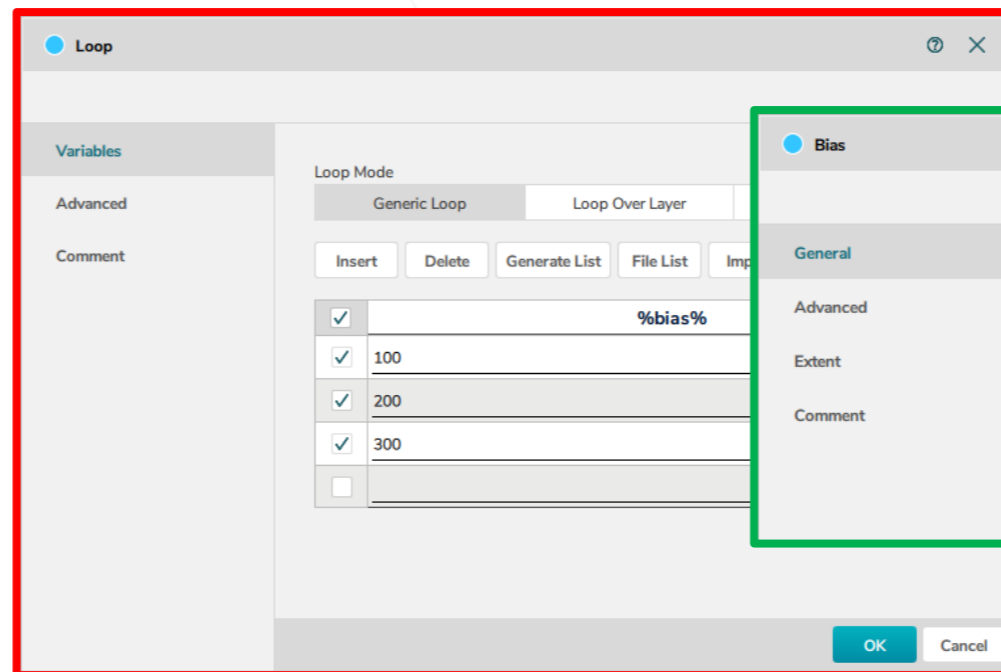 Loop
Variables
Advanced
Comment
Loop Mode
Generic Loop
Loop Over Layer
Insert
Delete
Generate List
File List
Imp
%bias%
100
200
300
Bias
General
Advanced
Extent
Comment
OK
Cancel